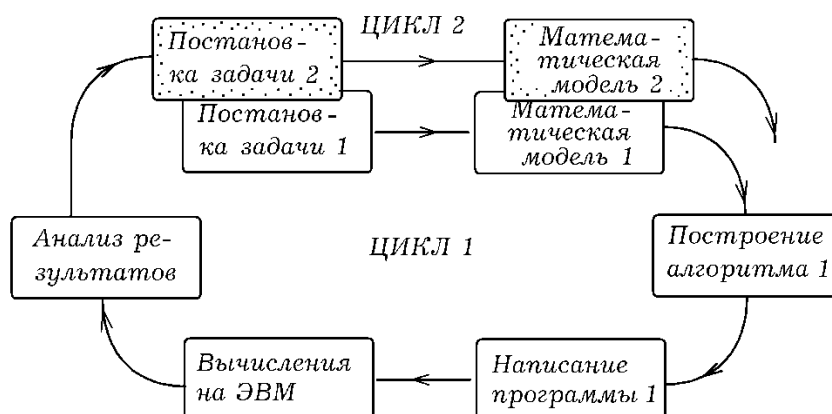 ЦИКЛ 2
Постанов-
ка задачи 2
Матема-
тическая
модель 2
Постанов-
ка задачи 1
Матема-
тическая
модель 1
Анализ ре-
зультатов
ЦИКЛ 1
Построение
алгоритма 1
Вычисления
на ЭВМ
Написание
программы 1